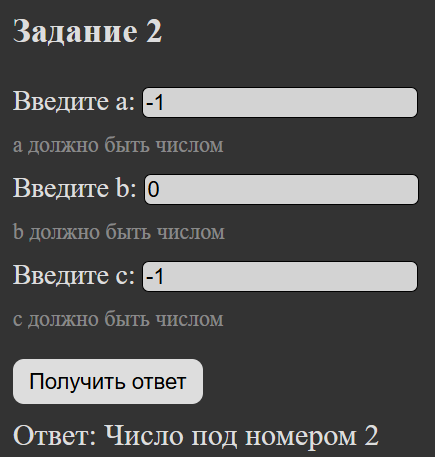 Задание 2
Введите a: -1
a должно быть числом
Введите b: 0
b должно быть числом
Введите c: -1
c должно быть числом
Получить ответ
Ответ: Число под номером 2